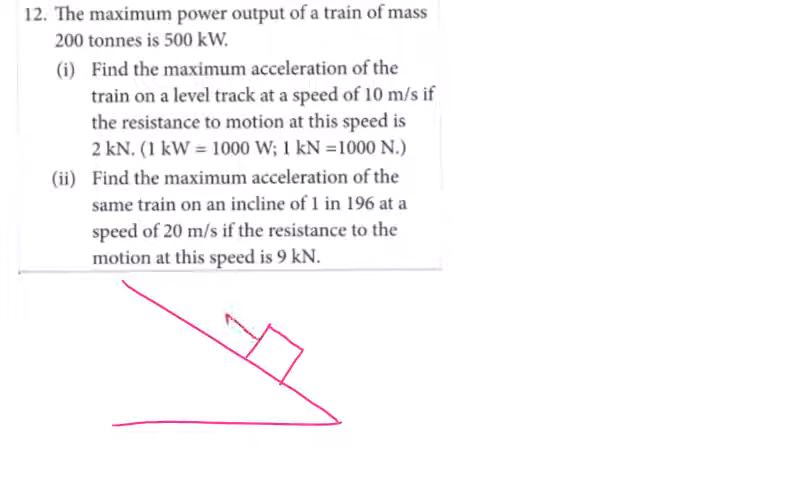 12. The maximum power output of a train of mass
200 tonnes is 500 kW.
(i) Find the maximum acceleration of the
train on a level track at a speed of 10 m/s if
the resistance to motion at this speed is
2 kN. (1 kW = 1000 W; 1 kN =1000 N.)
(ii) Find the maximum acceleration of the
same train on an incline of 1 in 196 at a
speed of 20 m/s if the resistance to the
motion at this speed is 9 kN.